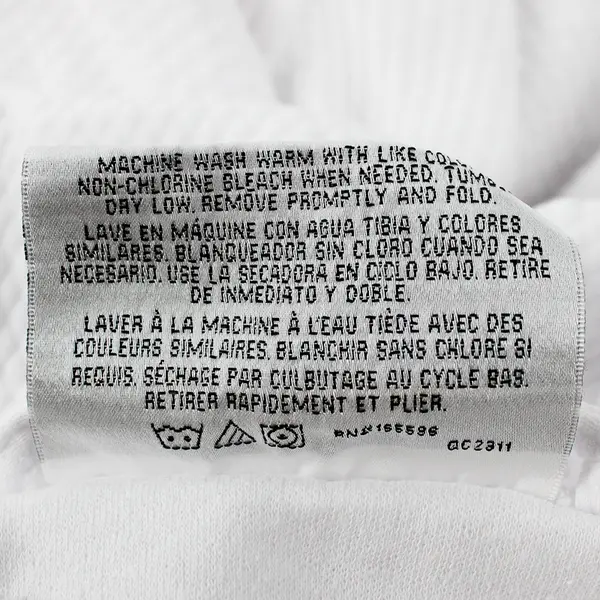 MACHINE WASH WARM WITH LIKE
NON-CHLORINE BLEACH WHEN NEEDED.
DRY LOW. REMOVE PROMPTLY AND FOLD.
LAVE EN MÁQUINE CON AGUA TIBIA Y COLORES
SIMILARES. BLANQUEADOR SIN CLORO CUANDO SEA
NECESARIO. USE LA SECADORA EN CICLO BAJO. RETIRE
DE INMEDIATO Y DOBLE.
LAVER À LA MACHINE À L'EAU TIÈDE AVEC DES
COULEURS SIMILAIRES. BLANCHIR SANS CHLORE SI
REQUIS. SÉCHAGE PAR CULBUTAGE AU CYCLE BAS.
RETIRER RAPIDEMENT ET PLIER.